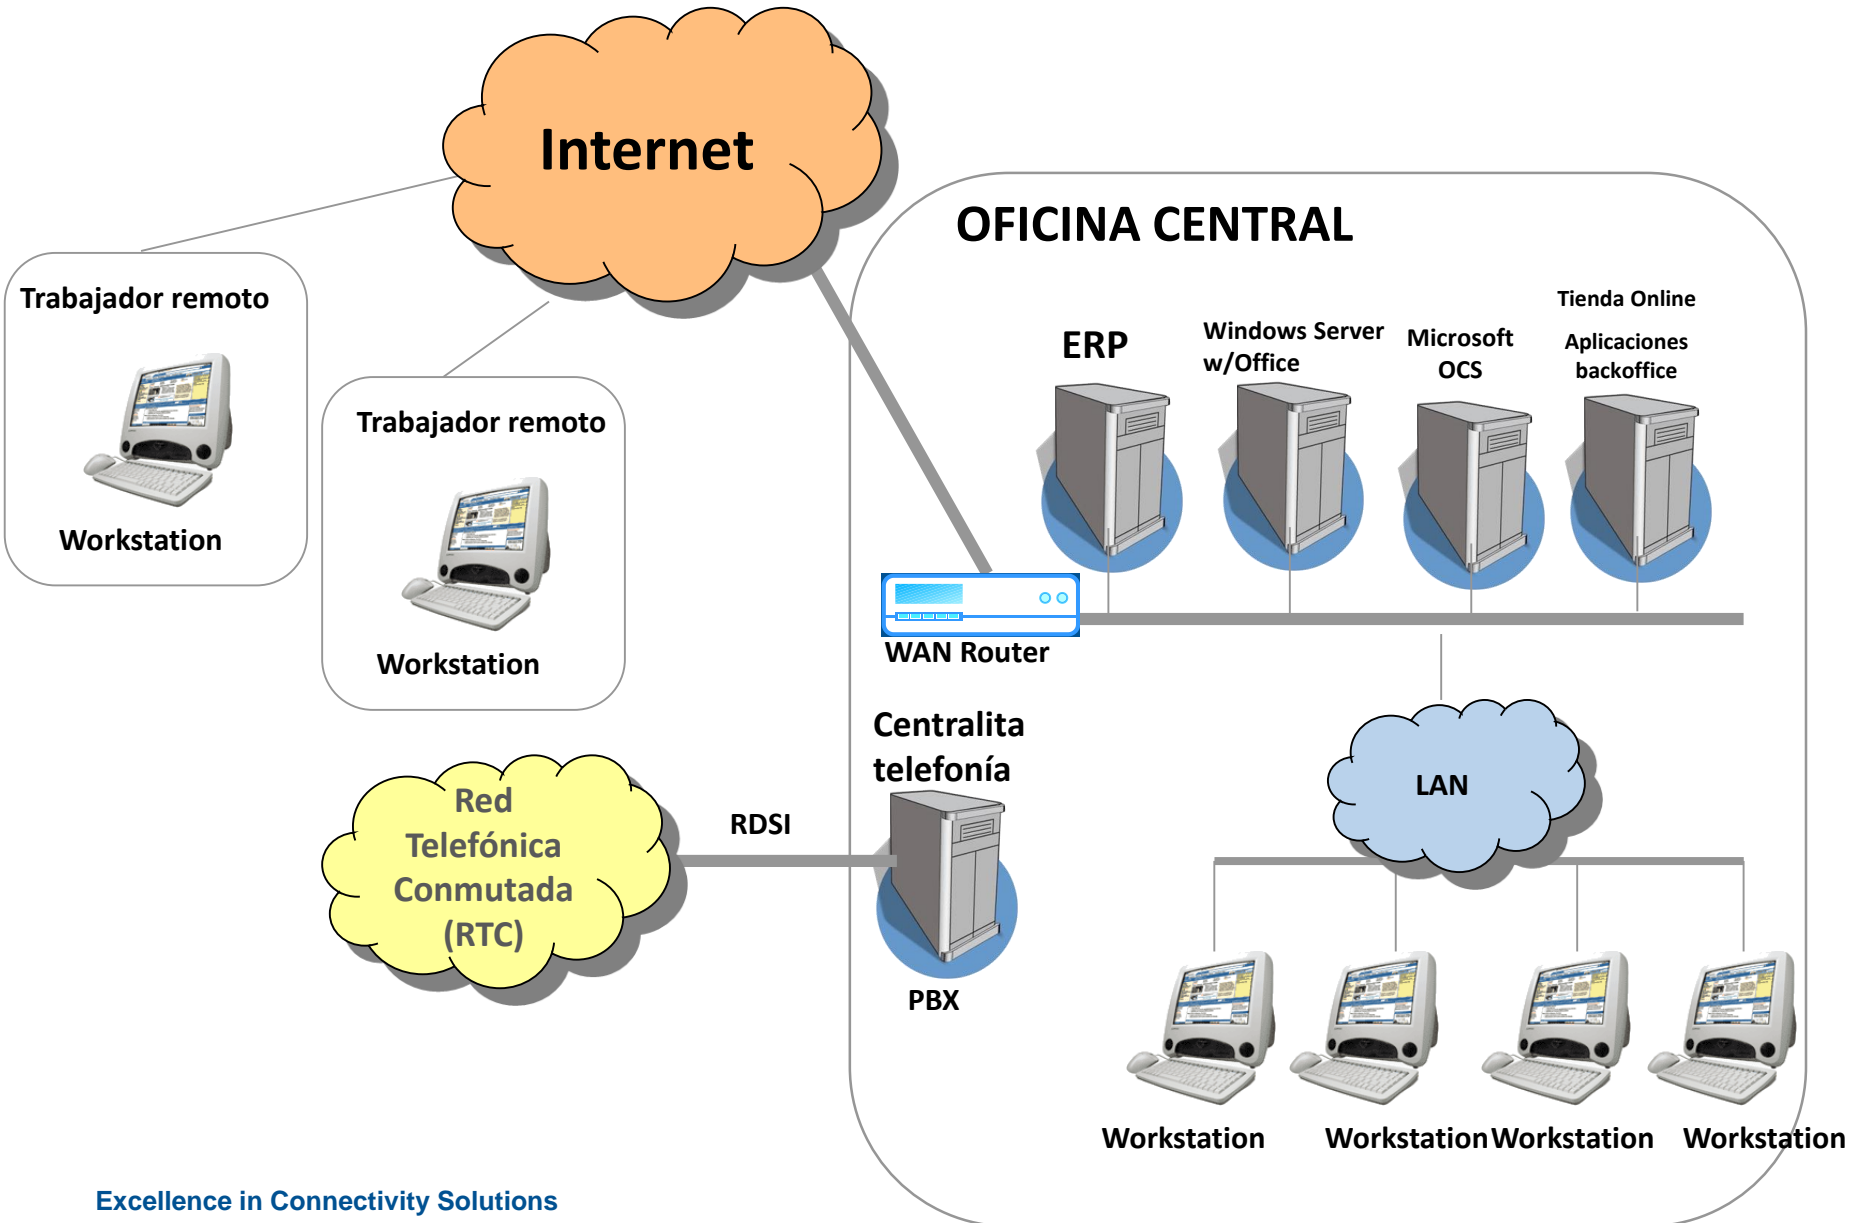 Internet
OFICINA CENTRAL
Trabajador remoto
Workstation
Trabajador remoto
Workstation
ERP
Windows Server
w/Office
Microsoft
OCS
Tienda Online
Aplicaciones
backoffice
WAN Router
Centralita
telefonía
PBX
RDSI
Red
Telefónica
Conmutada
(RTC)
LAN
Workstation
Workstation
Workstation
Workstation
Excellence in Connectivity Solutions